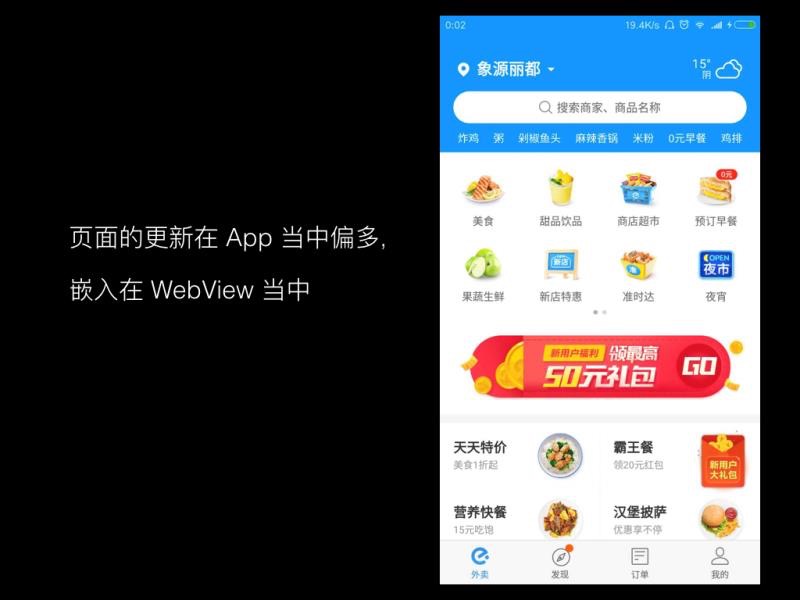 页面的更新在 App 当中偏多,
嵌入在 WebView 当中
0:02
19.4K/s
象源丽都
15°
阴
搜索商家、商品名称
炸鸡 粥 剁椒鱼头 麻辣香锅 米粉 0元早餐 鸡排
0元
美食 甜品饮品 商店超市 预订早餐
新店
OPEN
夜市
果蔬生鲜 新店特惠 准时达 夜宵
新用户福利 领最高
50元礼包
GO
天天特价
美食1折起
霸王餐
领20元红包
新用户
大礼包
营养快餐
15元吃饱
汉堡披萨
优惠享不停
外卖 发现 订单 我的